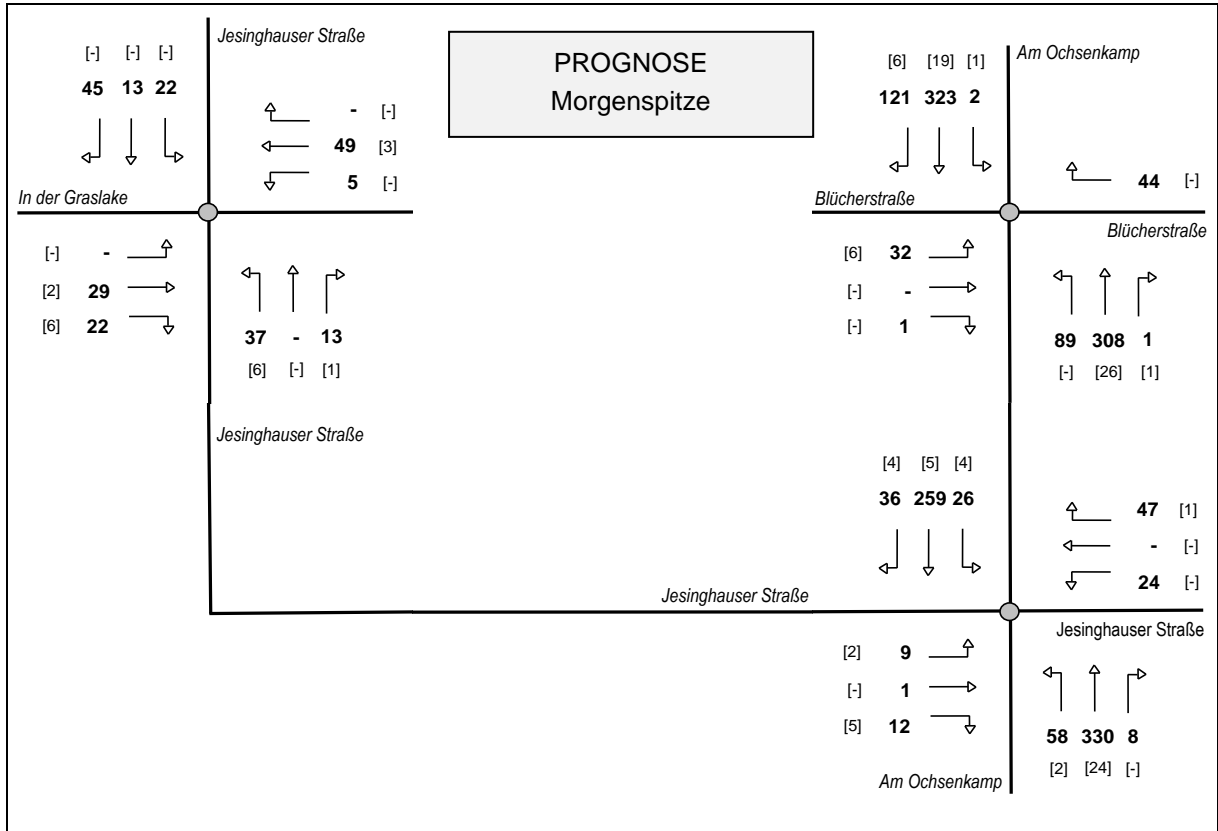 PROGNOSE
Morgenspitze
Jesinghauser Straße
[-] [-] [-]
45 13 22
- [-]
49 [3]
5 [-]
In der Graslake
[-] -
[2] 29
[6] 22
37 - 13
[6] [-] [1]
Jesinghauser Straße
Am Ochsenkamp
[6] [19] [1]
121 323 2
44 [-]
Blücherstraße
Blücherstraße
[6] 32
[-] -
[-] 1
89 308 1
[-] [26] [1]
[4] [5] [4]
36 259 26
47 [1]
- [-]
24 [-]
Jesinghauser Straße
Jesinghauser Straße
[2] 9
[-] 1
[5] 12
58 330 8
[2] [24] [-]
Am Ochsenkamp